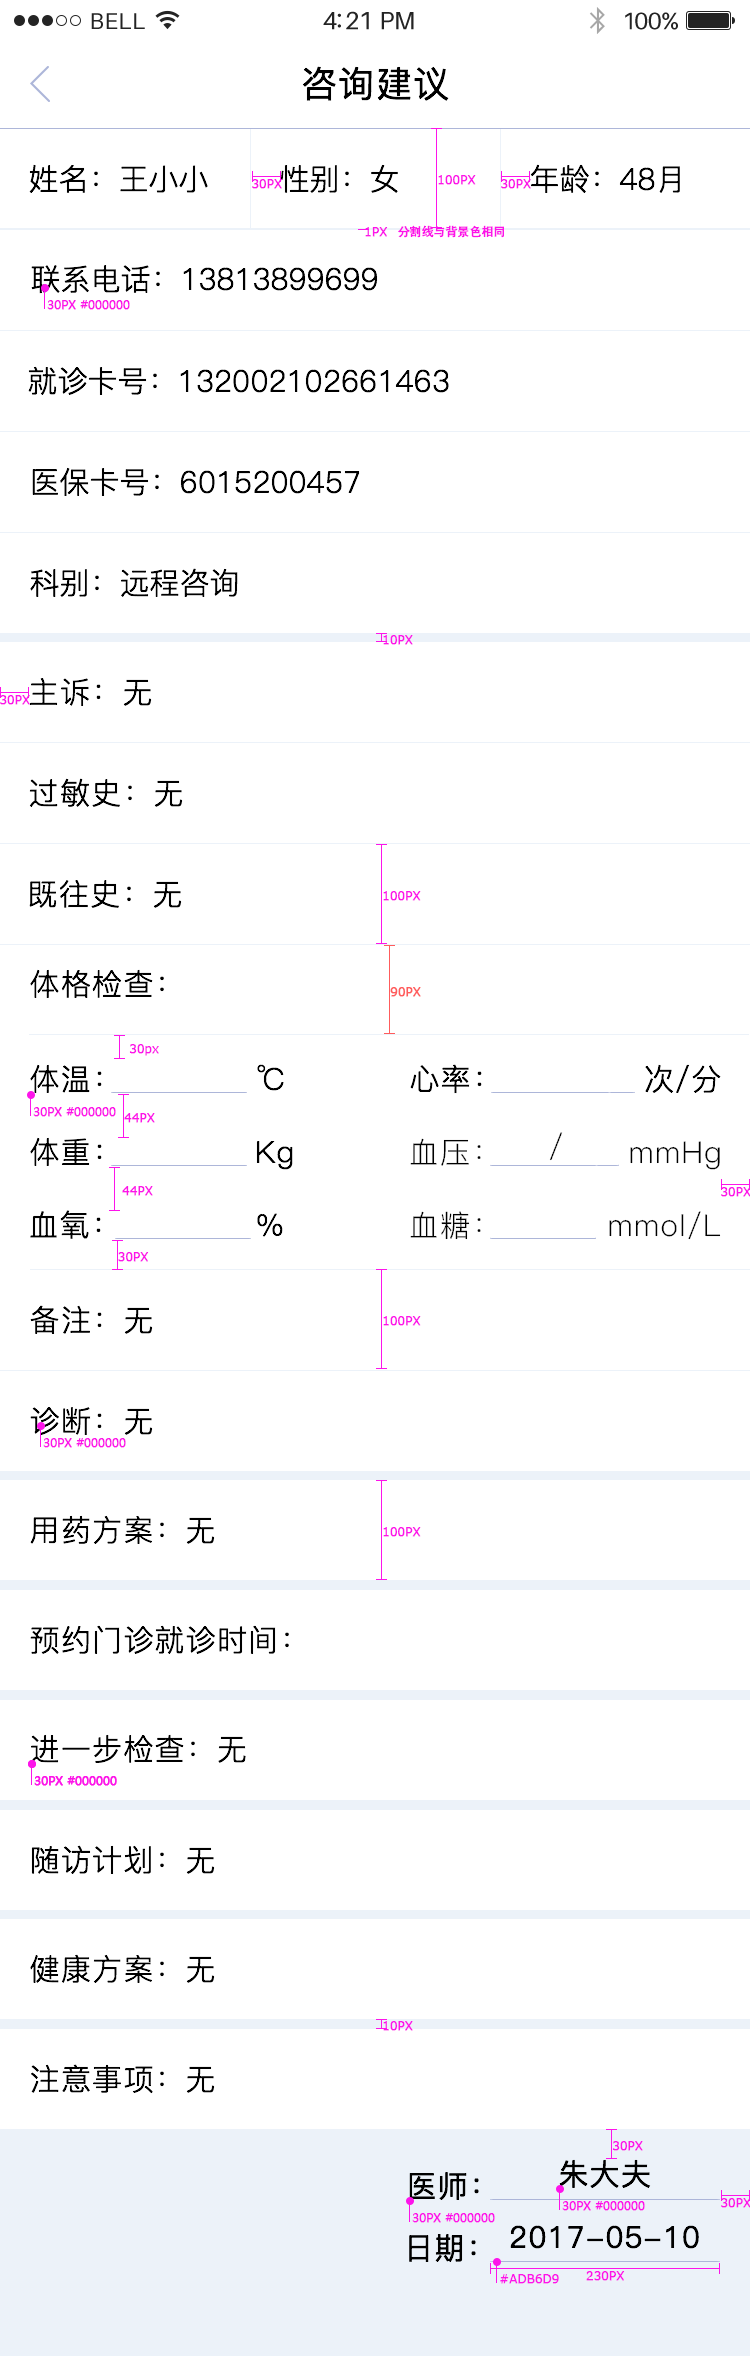 BELL 4:21 PM 100%
咨询建议
姓名：王小小 30PX 性别：女 100PX 30PX 年龄：48月
1PX 分割线与背景色相同
联系电话：13813899699
30PX #000000
就诊卡号：132002102661463
医保卡号：6015200457
科别：远程咨询
10PX
主诉：无
30PX
过敏史：无
既往史：无 100PX
体格检查：
90PX
30px
体温： ℃ 心率： 次/分
30PX #000000 44PX
体重： Kg 血压： / mmHg
44PX 30PX
血氧： % 血糖： mmol/L
30PX
备注：无 100PX
诊断：无
30PX #000000
用药方案：无 100PX
预约门诊就诊时间：
进一步检查：无
30PX #000000
随访计划：无
健康方案：无
10PX
注意事项：无
30PX
医师： 朱大夫
30PX #000000 30PX #000000 30PX
日期： 2017-05-10
#ADB6D9 230PX